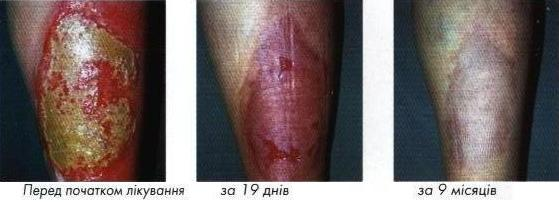 Перед початком лікування
за 19 днів
за 9 місяців